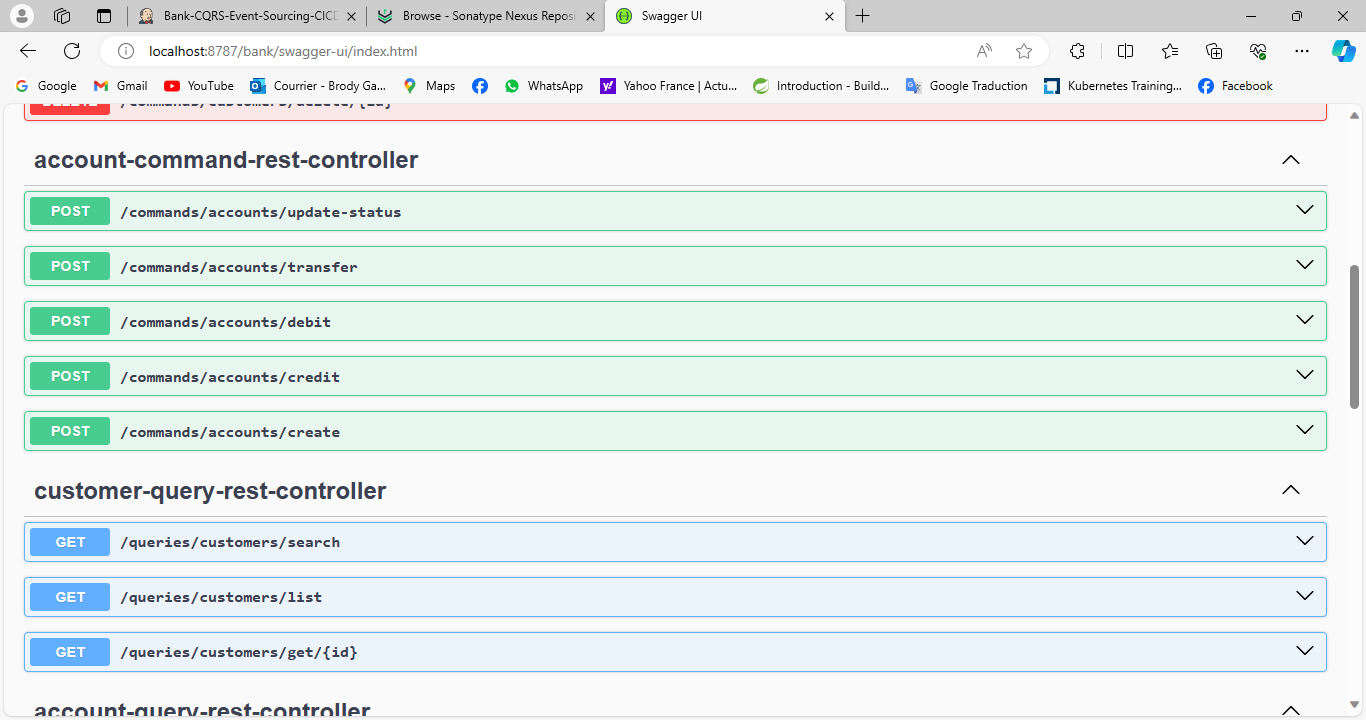 Bank-CQRS-Event-Sourcing-CICD
Browse - Sonatype Nexus Reposi
Swagger UI
localhost:8787/bank/swagger-ui/index.html
Google
Gmail
YouTube
Courrier - Brody Ga...
Maps
WhatsApp
Yahoo France | Actu...
Introduction - Build...
Google Traduction
Kubernetes Training...
Facebook
/commands/customers/delete/{id}
account-command-rest-controller
POST /commands/accounts/update-status
POST /commands/accounts/transfer
POST /commands/accounts/debit
POST /commands/accounts/credit
POST /commands/accounts/create
customer-query-rest-controller
GET /queries/customers/search
GET /queries/customers/list
GET /queries/customers/get/{id}
account-query-rest-controller